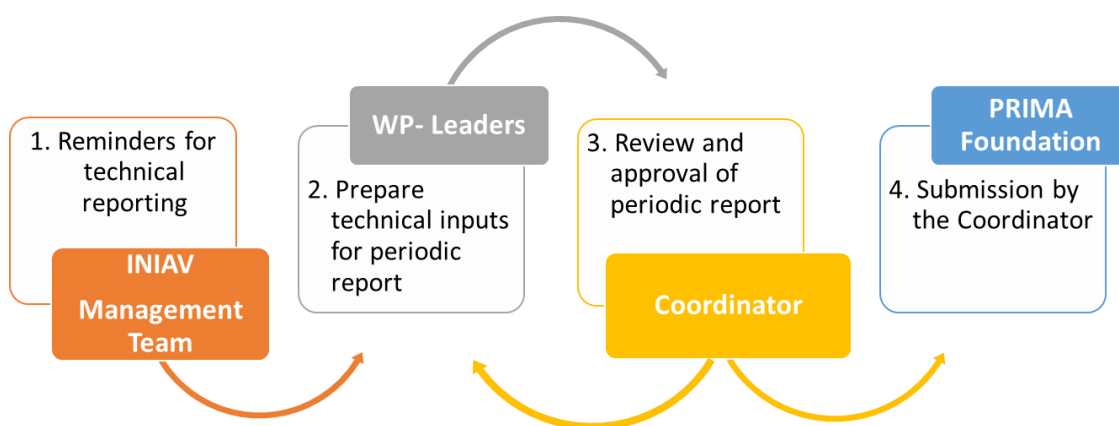 1. Reminders for
technical
reporting
INIAV
Management
Team
WP- Leaders
2. Prepare
technical inputs
for periodic
report
3. Review and
approval of
periodic report
Coordinator
PRIMA
Foundation
4. Submission by
the Coordinator